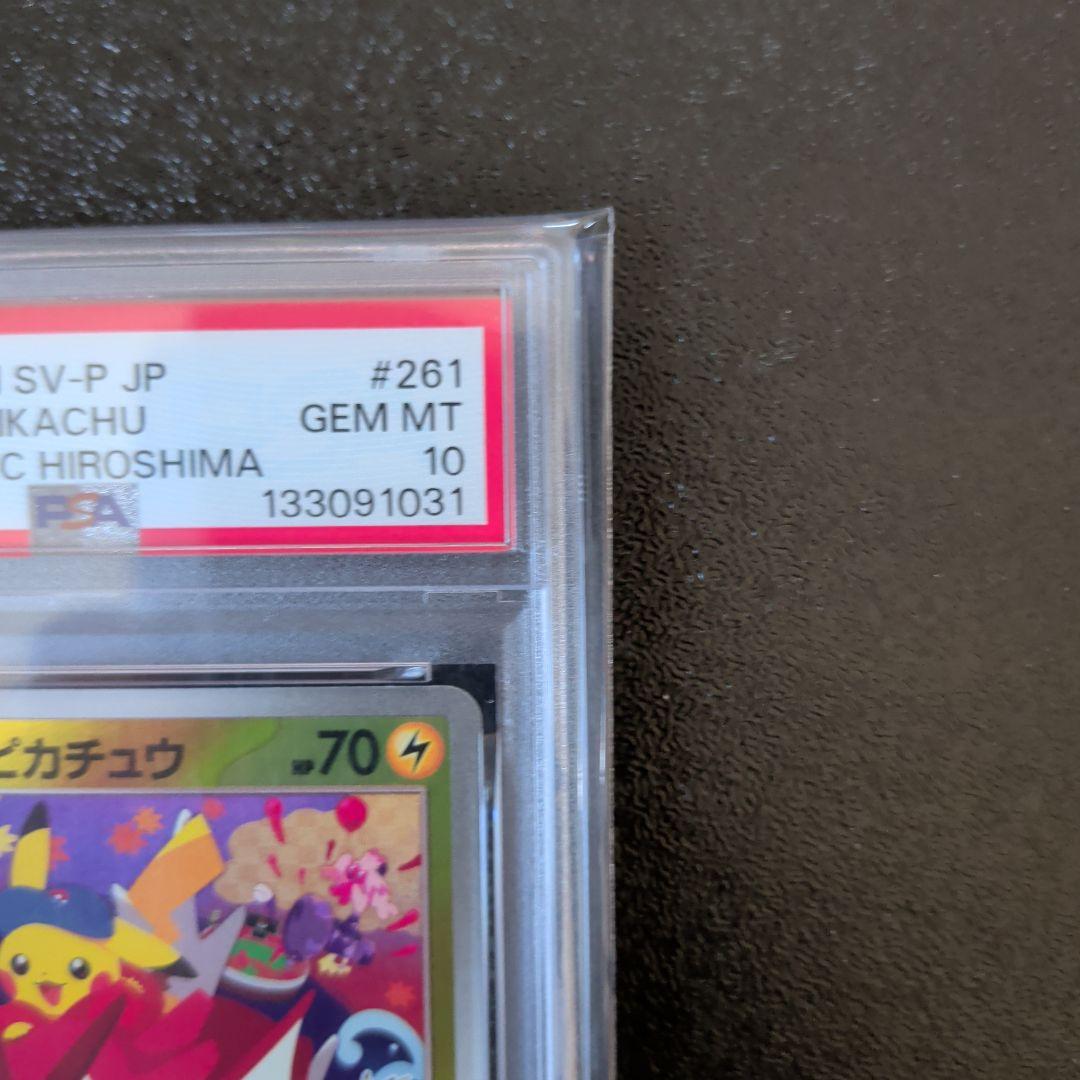 SV-P JP #261
IKACHU GEM MT
C HIROSHIMA 10
PSA 133091031
ピカチュウ HP70